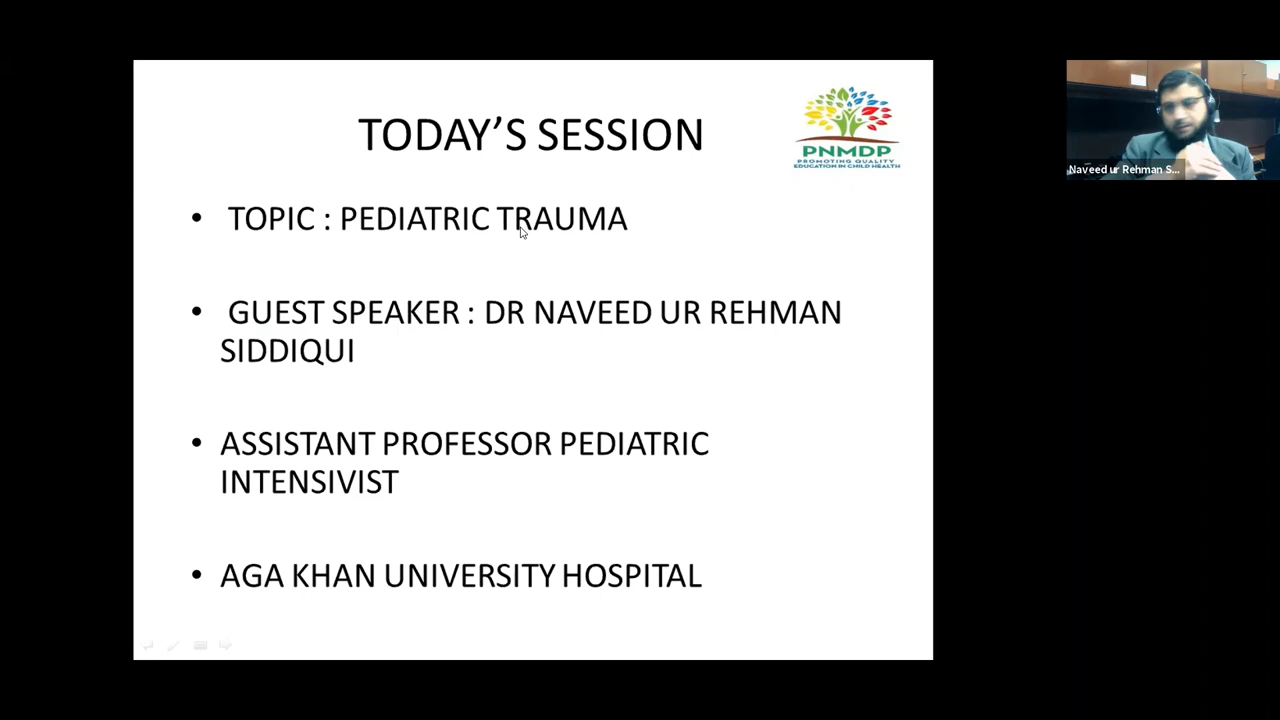 TODAY'S SESSION
PNMDP
PROMOTING QUALITY
EDUCATION IN CHILD HEALTH
• TOPIC : PEDIATRIC TRAUMA
• GUEST SPEAKER : DR NAVEED UR REHMAN
SIDDIQUI
• ASSISTANT PROFESSOR PEDIATRIC
INTENSIVIST
• AGA KHAN UNIVERSITY HOSPITAL
Naveed ur Rehman S...